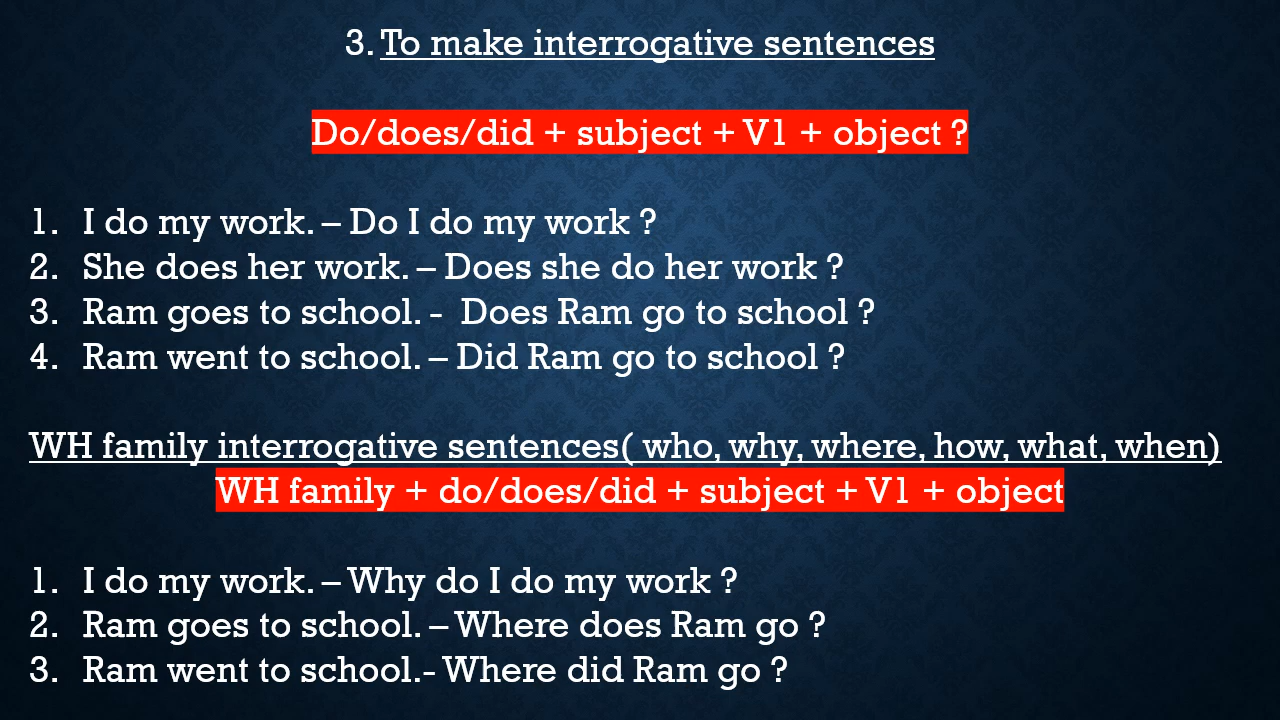 3. To make interrogative sentences
Do/does/did + subject + V1 + object ?
1. I do my work. – Do I do my work ?
2. She does her work. – Does she do her work ?
3. Ram goes to school. - Does Ram go to school ?
4. Ram went to school. – Did Ram go to school ?
WH family interrogative sentences( who, why, where, how, what, when)
WH family + do/does/did + subject + V1 + object
1. I do my work. – Why do I do my work ?
2. Ram goes to school. – Where does Ram go ?
3. Ram went to school.- Where did Ram go ?